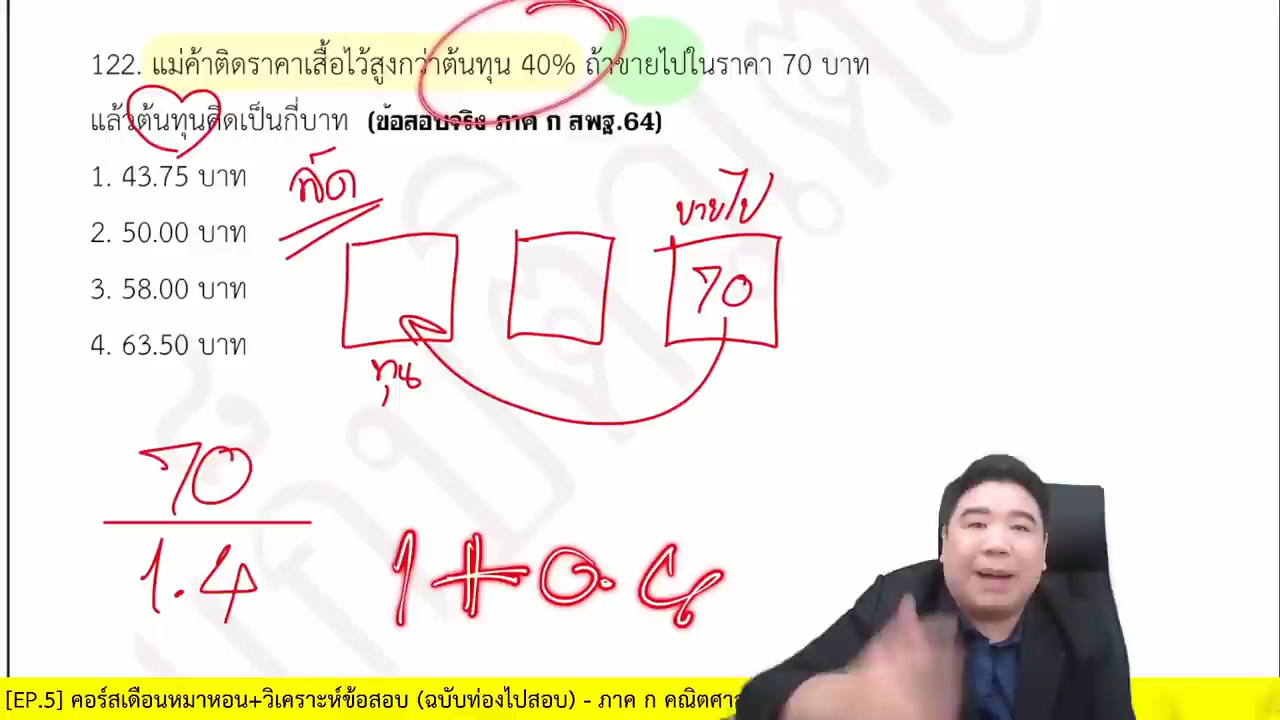 122. แม่ค้าติดราคาเสื้อไว้สูงกว่าต้นทุน 40% ถ้าขายไปในราคา 70 บาท
แล้วต้นทุนคิดเป็นกี่บาท (ข้อสอบจริง ภาค ก สพฐ.64)
1. 43.75 บาท
2. 50.00 บาท
3. 58.00 บาท
4. 63.50 บาท
ลัด
ขายไป
70
ทุน
70
1.4
1+0.4
[EP.5] คอร์สเดือนหมาหอน+วิเคราะห์ข้อสอบ (ฉบับท่องไปสอบ) - ภาค ก คณิตศา